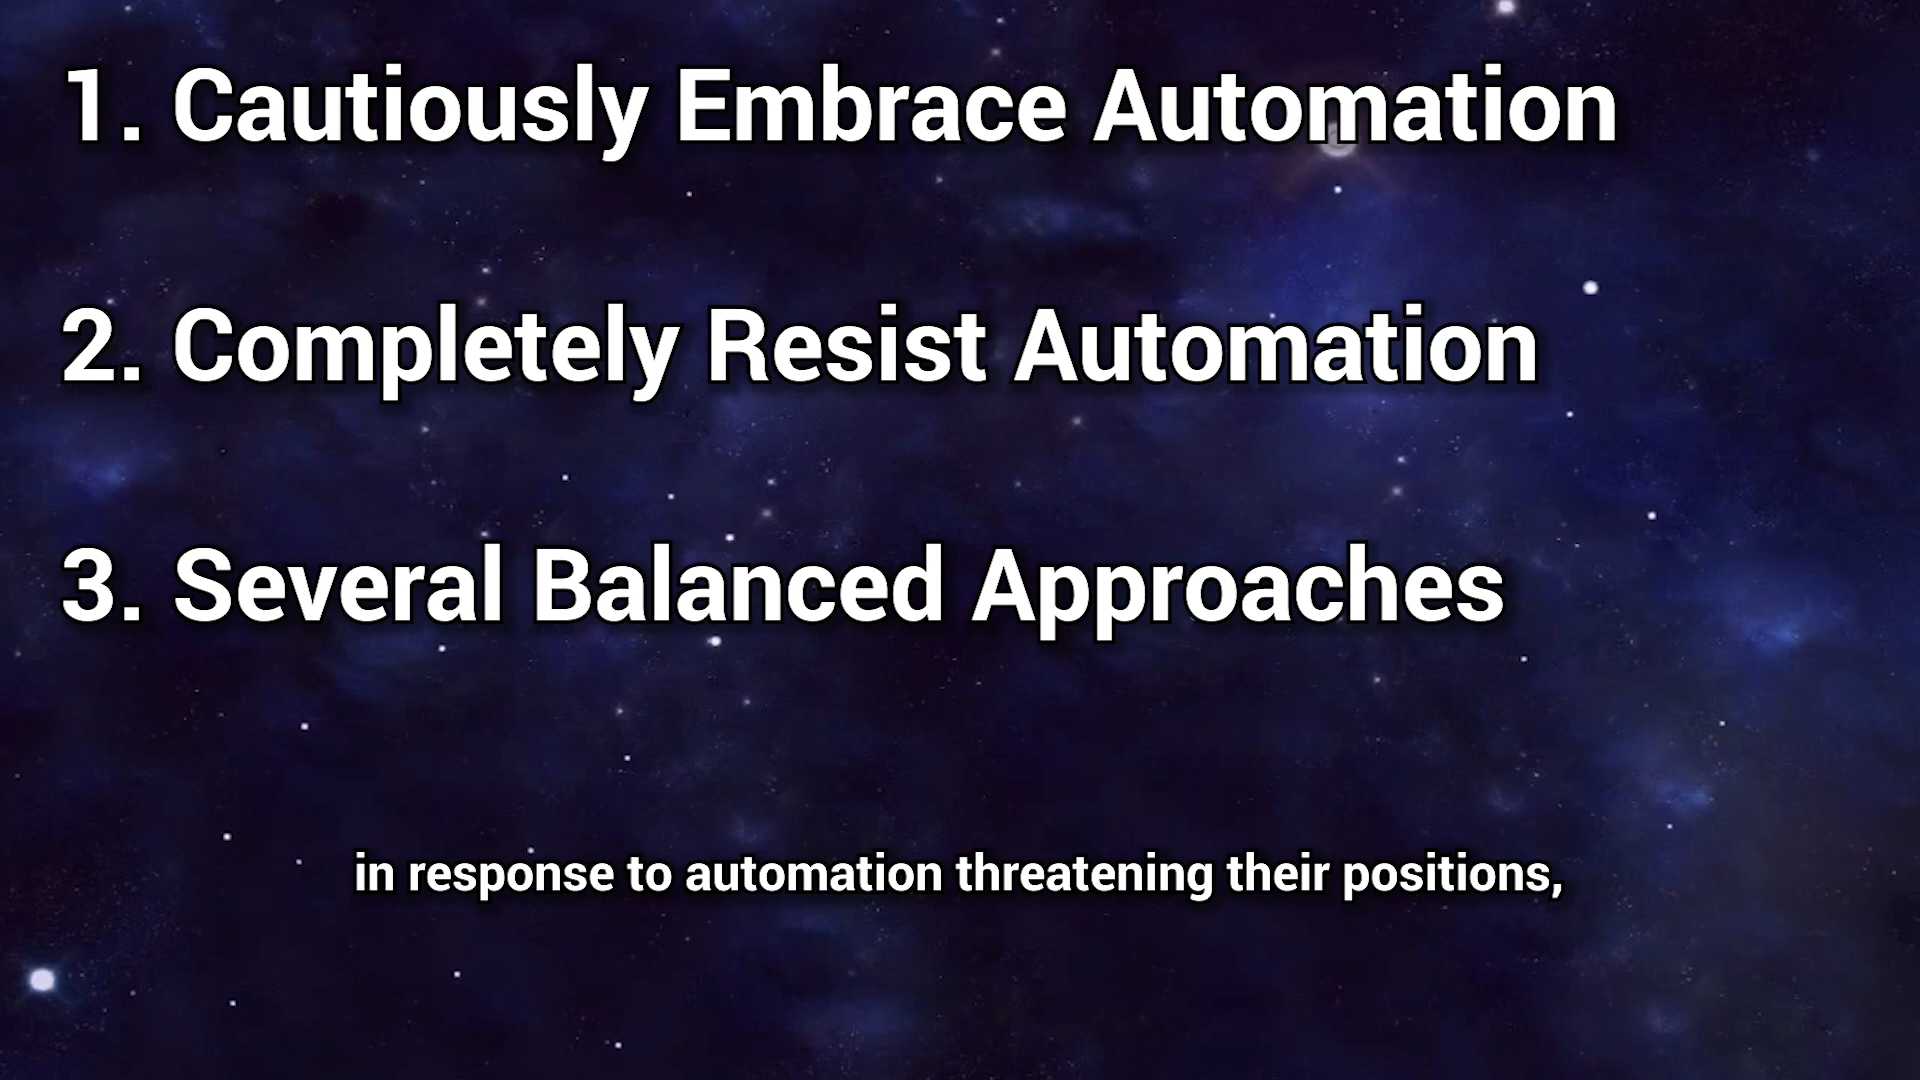 1. Cautiously Embrace Automation
2. Completely Resist Automation
3. Several Balanced Approaches
in response to automation threatening their positions,